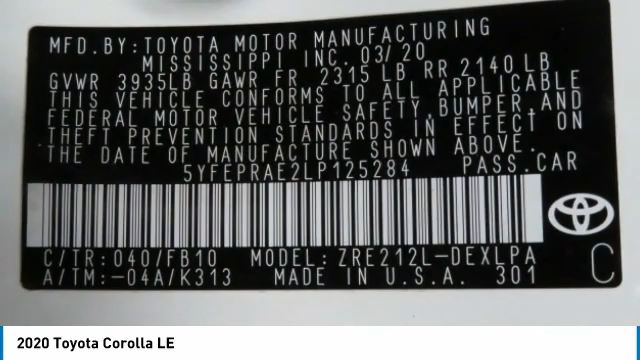 MFD. BY: TOYOTA MOTOR MANUFACTURING
MISSISSIPPI INC. 03/20
GVWR 3935LB GAWR FR 2315 LB RR 2140 LB
THIS VEHICLE CONFORMS TO ALL APPLICABLE
FEDERAL MOTOR VEHICLE SAFETY, BUMPER, AND
THEFT PREVENTION STANDARDS IN EFFECT ON
THE DATE OF MANUFACTURE SHOWN ABOVE.
5YFEPRAE2LP125284 PASS. CAR
C/TR: 040/FB10 MODEL: ZRE212L-DEXLPA
A/TM: -04A/K313 MADE IN U.S.A. 301 C
2020 Toyota Corolla LE